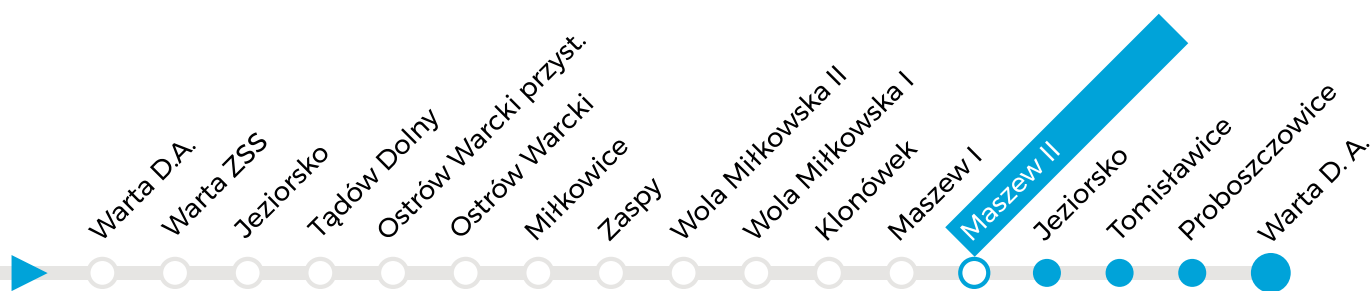 Warta D.A.
Warta ZSS
Jeziorsko
Tądów Dolny
Ostrów Warcki przyst.
Ostrów Warcki
Miłkowice
Zaspy
Wola Miłkowska II
Wola Miłkowska I
Klonówek
Maszew I
Maszew II
Jeziorsko
Tomisławice
Proboszczowice
Warta D. A.